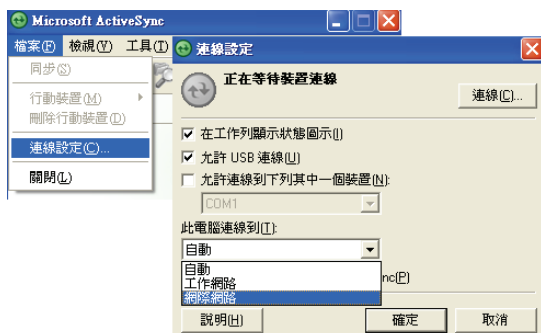 Microsoft ActiveSync
檔案(F) 檢視(V) 工具(T)
同步(S)
行動裝置(M)
刪除行動裝置(D)
連線設定(C)...
關閉(L)
連線設定
正在等待裝置連線
連線(C)...
在工作列顯示狀態圖示(I)
允許 USB 連線(U)
允許連線到下列其中一個裝置(N):
COM1
此電腦連線到(T):
自動
自動
工作網路
網際網路
nc(P)
說明(H) 確定 取消